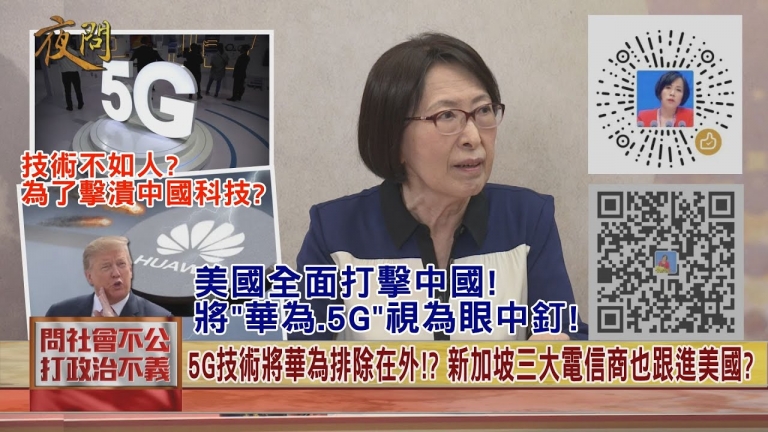 夜問
5G
技術不如人?
為了擊潰中國科技?
HUAW
美國全面打擊中國!
將"華為.5G"視為眼中釘!
問社會不公
打政治不義
5G技術將華為排除在外!? 新加坡三大電信商也跟進美國?